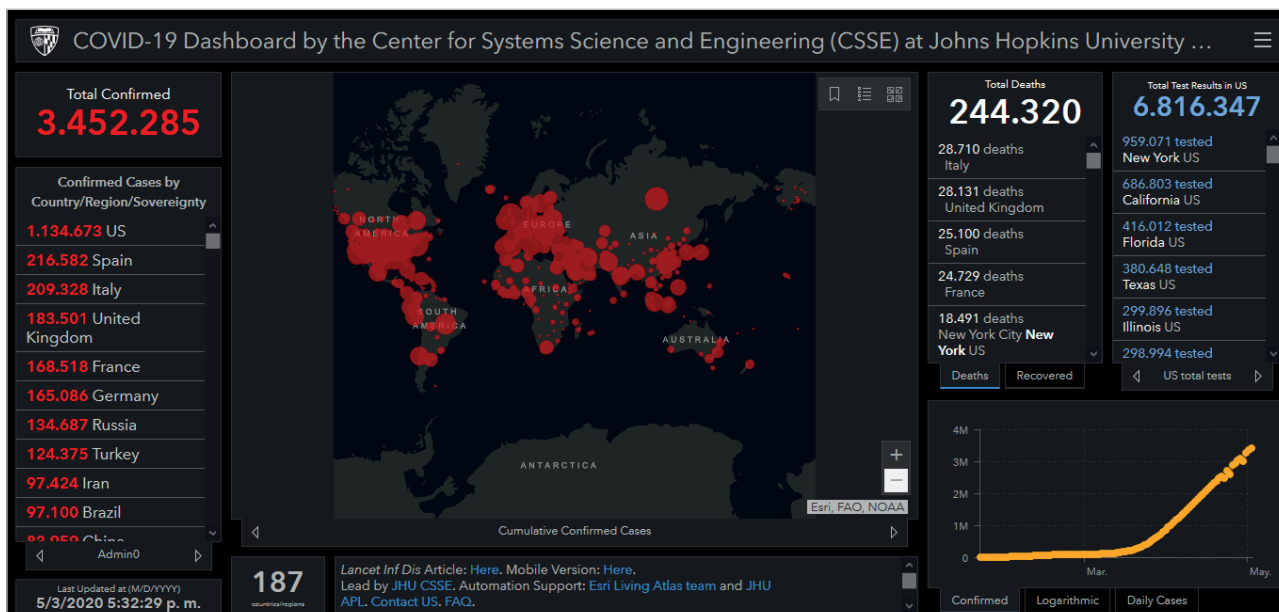 COVID-19 Dashboard by the Center for Systems Science and Engineering (CSSE) at Johns Hopkins University ...
Total Confirmed
3.452.285
Confirmed Cases by
Country/Region/Sovereignty
1.134.673 US
216.582 Spain
209.328 Italy
183.501 United
Kingdom
168.518 France
165.086 Germany
134.687 Russia
124.375 Turkey
97.424 Iran
97.100 Brazil
83.959 China
Admin0
Last Updated at (M/D/YYYY)
5/3/2020 5:32:29 p. m.
NORTH
AMERICA
EUROPE
ASIA
AFRICA
SOUTH
AMERICA
AUSTRALIA
ANTARCTICA
+
−
Esri, FAO, NOAA
Cumulative Confirmed Cases
187
countries/regions
Lancet Inf Dis Article: Here. Mobile Version: Here.
Lead by JHU CSSE. Automation Support: Esri Living Atlas team and JHU
APL. Contact US. FAQ.
Total Deaths
244.320
28.710 deaths
Italy
28.131 deaths
United Kingdom
25.100 deaths
Spain
24.729 deaths
France
18.491 deaths
New York City New
York US
Deaths
Recovered
Total Test Results in US
6.816.347
959.071 tested
New York US
686.803 tested
California US
416.012 tested
Florida US
380.648 tested
Texas US
299.896 tested
Illinois US
298.994 tested
US total tests
4M
3M
2M
1M
0
Mar.
May.
Confirmed
Logarithmic
Daily Cases